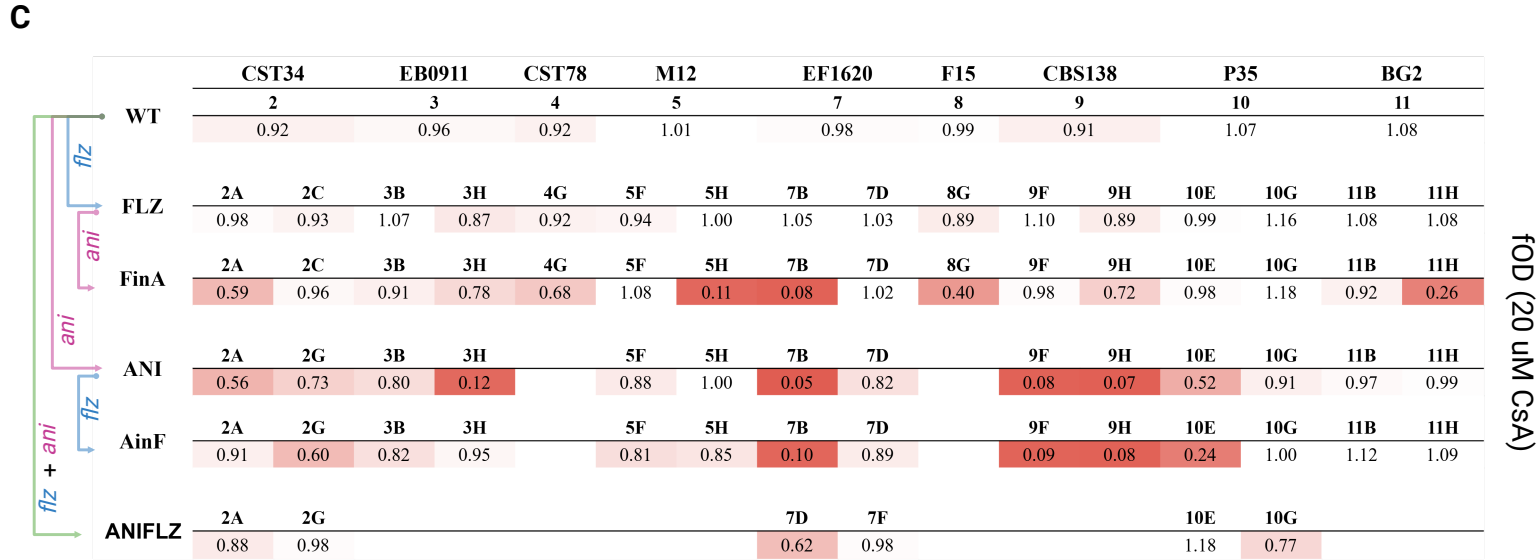 C
CST34 EB0911 CST78 M12 EF1620 F15 CBS138 P35 BG2
2 3 4 5 7 8 9 10 11
WT
0.92 0.96 0.92 1.01 0.98 0.99 0.91 1.07 1.08
flz
2A 2C 3B 3H 4G 5F 5H 7B 7D 8G 9F 9H 10E 10G 11B 11H
FLZ
0.98 0.93 1.07 0.87 0.92 0.94 1.00 1.05 1.03 0.89 1.10 0.89 0.99 1.16 1.08 1.08
ani
2A 2C 3B 3H 4G 5F 5H 7B 7D 8G 9F 9H 10E 10G 11B 11H
FinA
0.59 0.96 0.91 0.78 0.68 1.08 0.11 0.08 1.02 0.40 0.98 0.72 0.98 1.18 0.92 0.26
ani
2A 2G 3B 3H 5F 5H 7B 7D 9F 9H 10E 10G 11B 11H
ANI
0.56 0.73 0.80 0.12 0.88 1.00 0.05 0.82 0.08 0.07 0.52 0.91 0.97 0.99
flz
2A 2G 3B 3H 5F 5H 7B 7D 9F 9H 10E 10G 11B 11H
AinF
0.91 0.60 0.82 0.95 0.81 0.85 0.10 0.89 0.09 0.08 0.24 1.00 1.12 1.09
flz + ani
2A 2G 7D 7F 10E 10G
ANIFLZ
0.88 0.98 0.62 0.98 1.18 0.77
fOD (20 uM CsA)